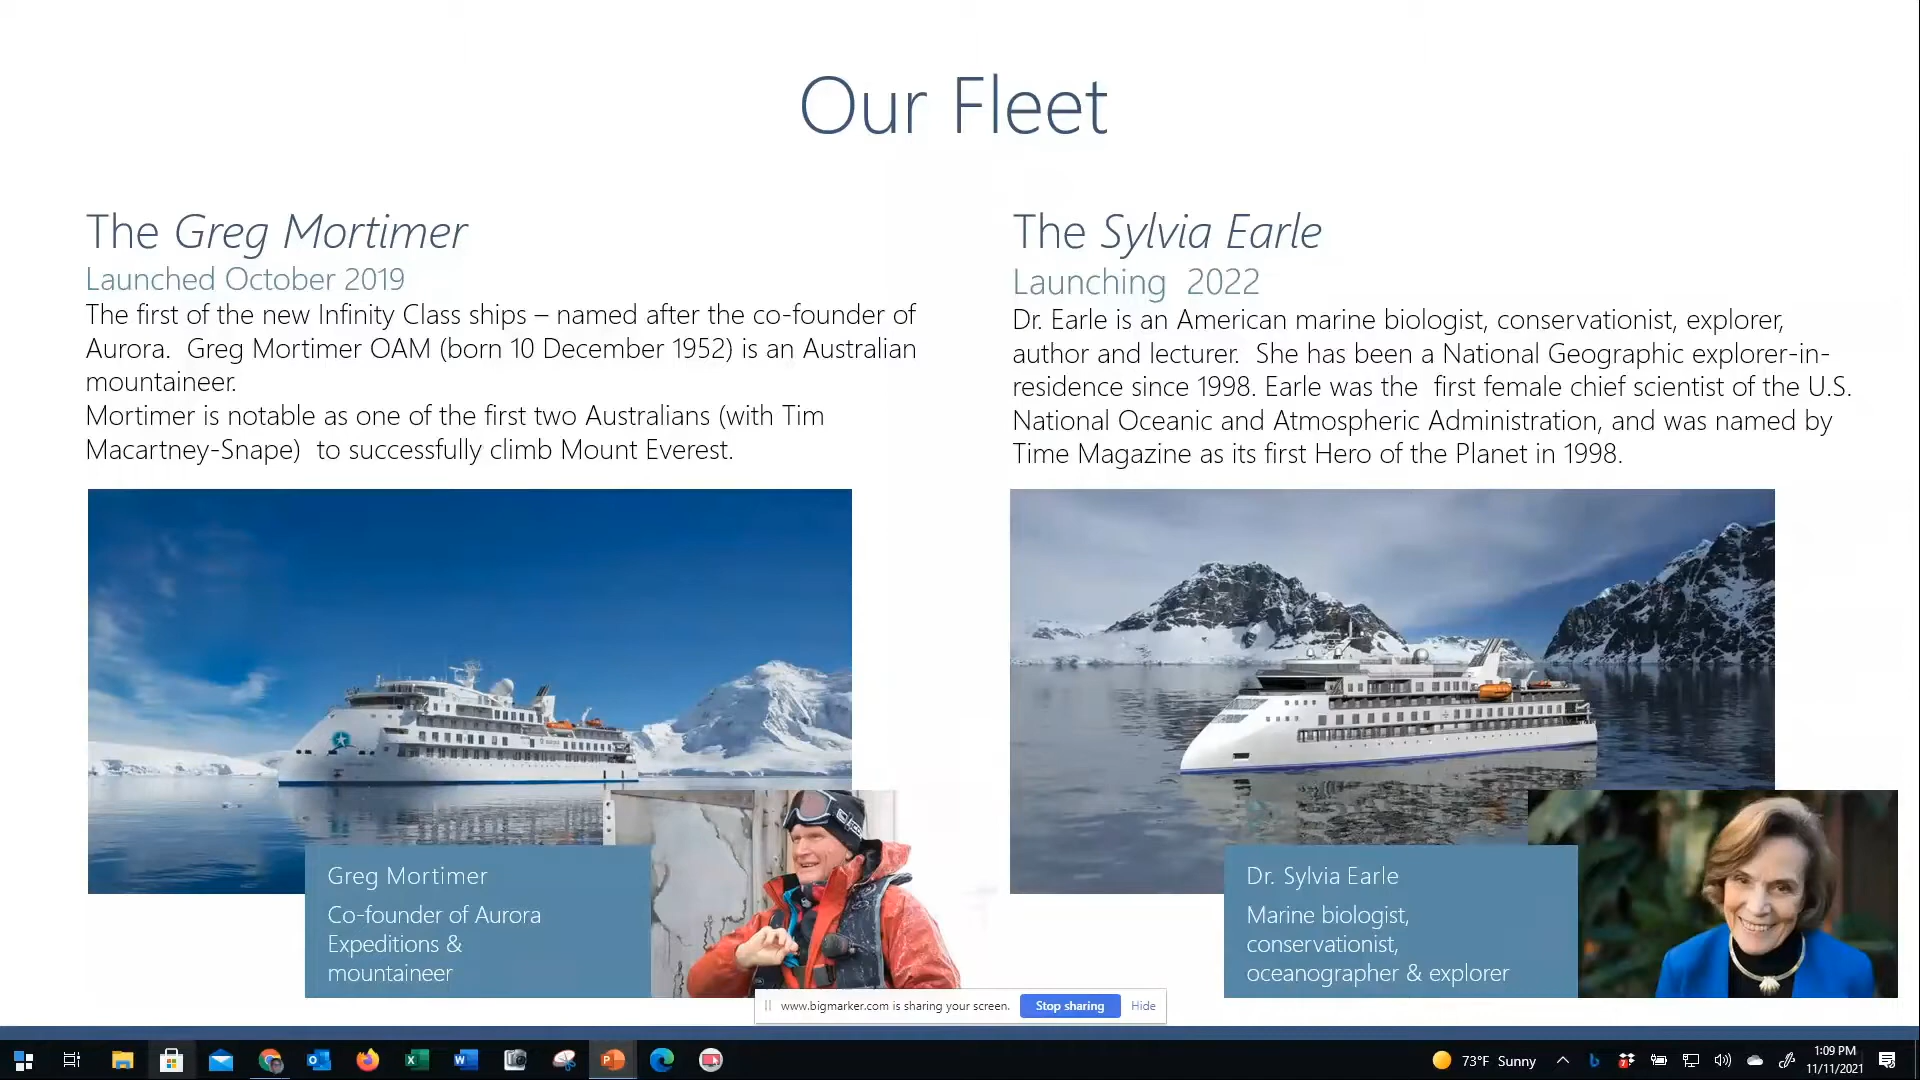 Our Fleet
The Greg Mortimer
Launched October 2019
The first of the new Infinity Class ships – named after the co-founder of
Aurora.  Greg Mortimer OAM (born 10 December 1952) is an Australian
mountaineer.
Mortimer is notable as one of the first two Australians (with Tim
Macartney-Snape)  to successfully climb Mount Everest.
The Sylvia Earle
Launching  2022
Dr. Earle is an American marine biologist, conservationist, explorer,
author and lecturer.  She has been a National Geographic explorer-in-
residence since 1998. Earle was the  first female chief scientist of the U.S.
National Oceanic and Atmospheric Administration, and was named by
Time Magazine as its first Hero of the Planet in 1998.
Greg Mortimer
Co-founder of Aurora
Expeditions &
mountaineer
Dr. Sylvia Earle
Marine biologist,
conservationist,
oceanographer & explorer
www.bigmarker.com is sharing your screen. Stop sharing Hide
73°F Sunny
1:09 PM
11/11/2021